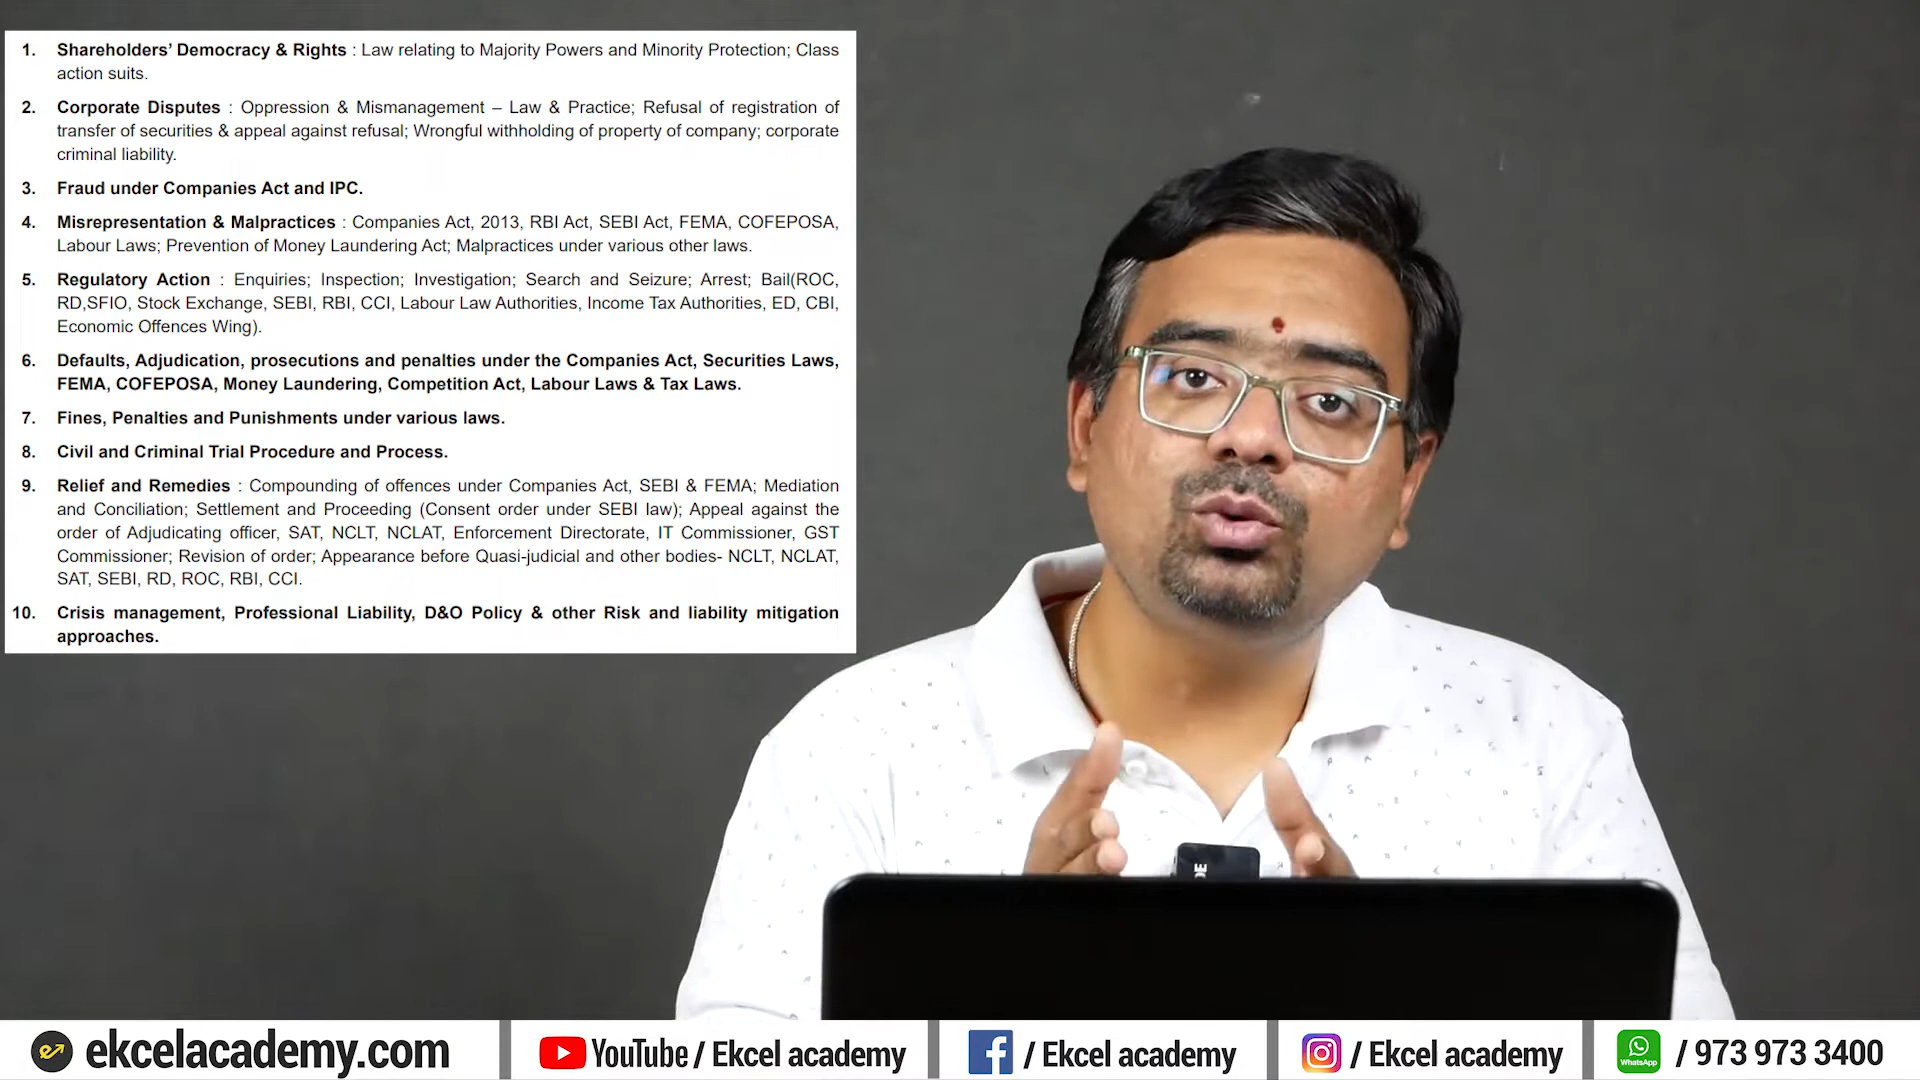 1. Shareholders' Democracy & Rights : Law relating to Majority Powers and Minority Protection; Class
action suits.
2. Corporate Disputes : Oppression & Mismanagement – Law & Practice; Refusal of registration of
transfer of securities & appeal against refusal; Wrongful withholding of property of company; corporate
criminal liability.
3. Fraud under Companies Act and IPC.
4. Misrepresentation & Malpractices : Companies Act, 2013, RBI Act, SEBI Act, FEMA, COFEPOSA,
Labour Laws; Prevention of Money Laundering Act; Malpractices under various other laws.
5. Regulatory Action : Enquiries; Inspection; Investigation; Search and Seizure; Arrest; Bail(ROC,
RD,SFIO, Stock Exchange, SEBI, RBI, CCI, Labour Law Authorities, Income Tax Authorities, ED, CBI,
Economic Offences Wing).
6. Defaults, Adjudication, prosecutions and penalties under the Companies Act, Securities Laws,
FEMA, COFEPOSA, Money Laundering, Competition Act, Labour Laws & Tax Laws.
7. Fines, Penalties and Punishments under various laws.
8. Civil and Criminal Trial Procedure and Process.
9. Relief and Remedies : Compounding of offences under Companies Act, SEBI & FEMA; Mediation
and Conciliation; Settlement and Proceeding (Consent order under SEBI law); Appeal against the
order of Adjudicating officer, SAT, NCLT, NCLAT, Enforcement Directorate, IT Commissioner, GST
Commissioner; Revision of order; Appearance before Quasi-judicial and other bodies- NCLT, NCLAT,
SAT, SEBI, RD, ROC, RBI, CCI.
10. Crisis management, Professional Liability, D&O Policy & other Risk and liability mitigation
approaches.
ekcelacademy.com
YouTube / Ekcel academy
f / Ekcel academy
/ Ekcel academy
WhatsApp / 973 973 3400